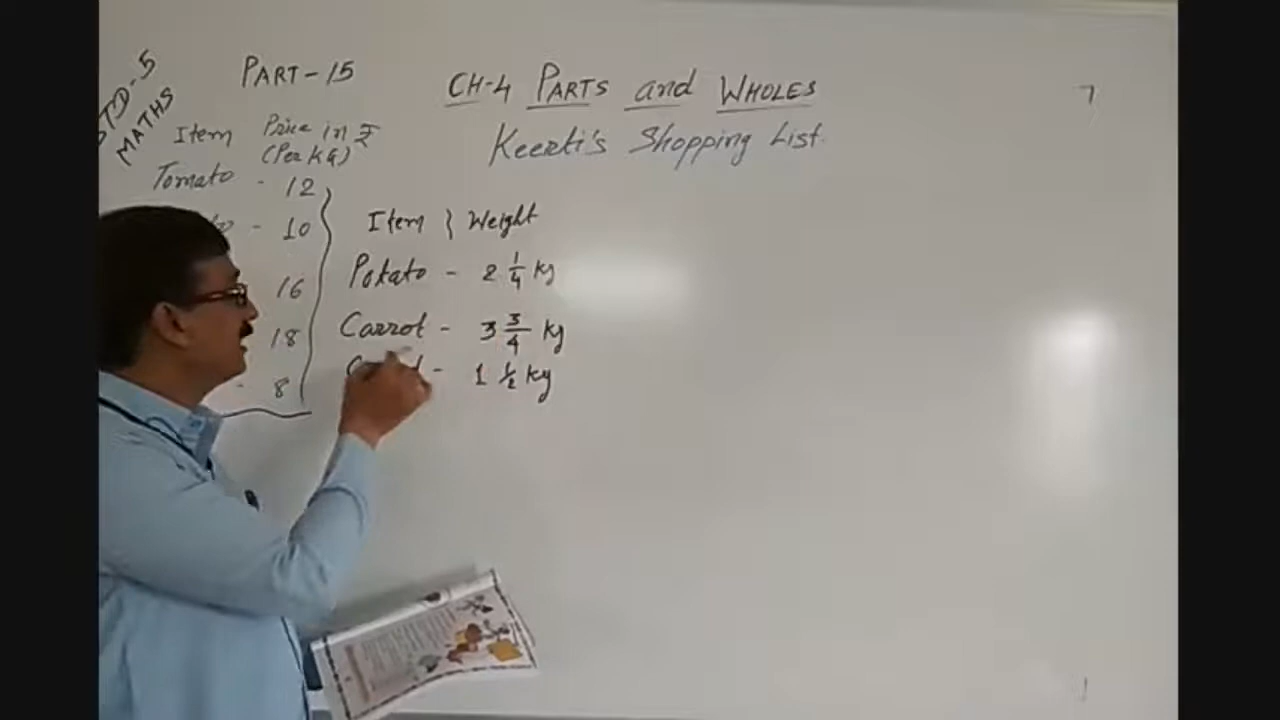 STD-5
MATHS
PART-15
CH-4 PARTS and WHOLES
Keerti's Shopping List.
Item Price in ₹
(Per KG)
Tomato - 12
- 10
16
18
- 8
Item } Weight
Potato - 2 1/4 kg
Carrot - 3 3/4 kg
- 1 1/2 kg